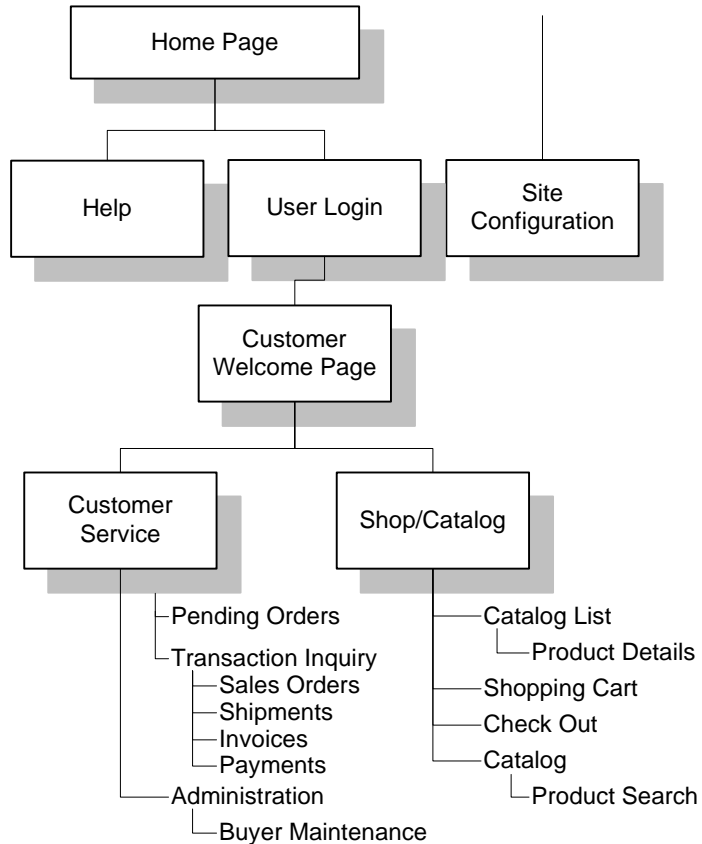 Home Page
Help
User Login
Site
Configuration
Customer
Welcome Page
Customer
Service
Shop/Catalog
Pending Orders
Transaction Inquiry
Sales Orders
Shipments
Invoices
Payments
Administration
Buyer Maintenance
Catalog List
Product Details
Shopping Cart
Check Out
Catalog
Product Search